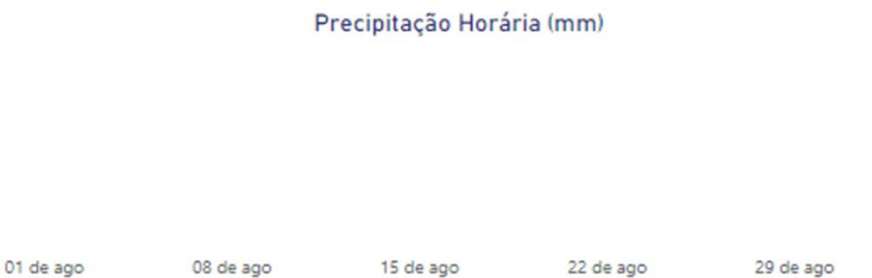 Precipitação Horária (mm)
01 de ago 08 de ago 15 de ago 22 de ago 29 de ago